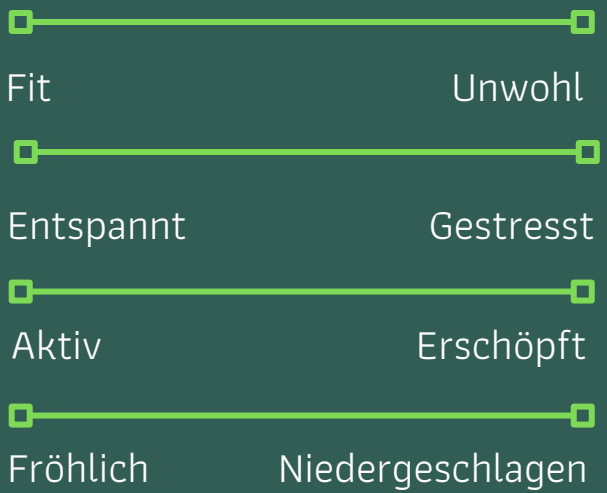 Fit Unwohl
Entspannt Gestresst
Aktiv Erschöpft
Fröhlich Niedergeschlagen